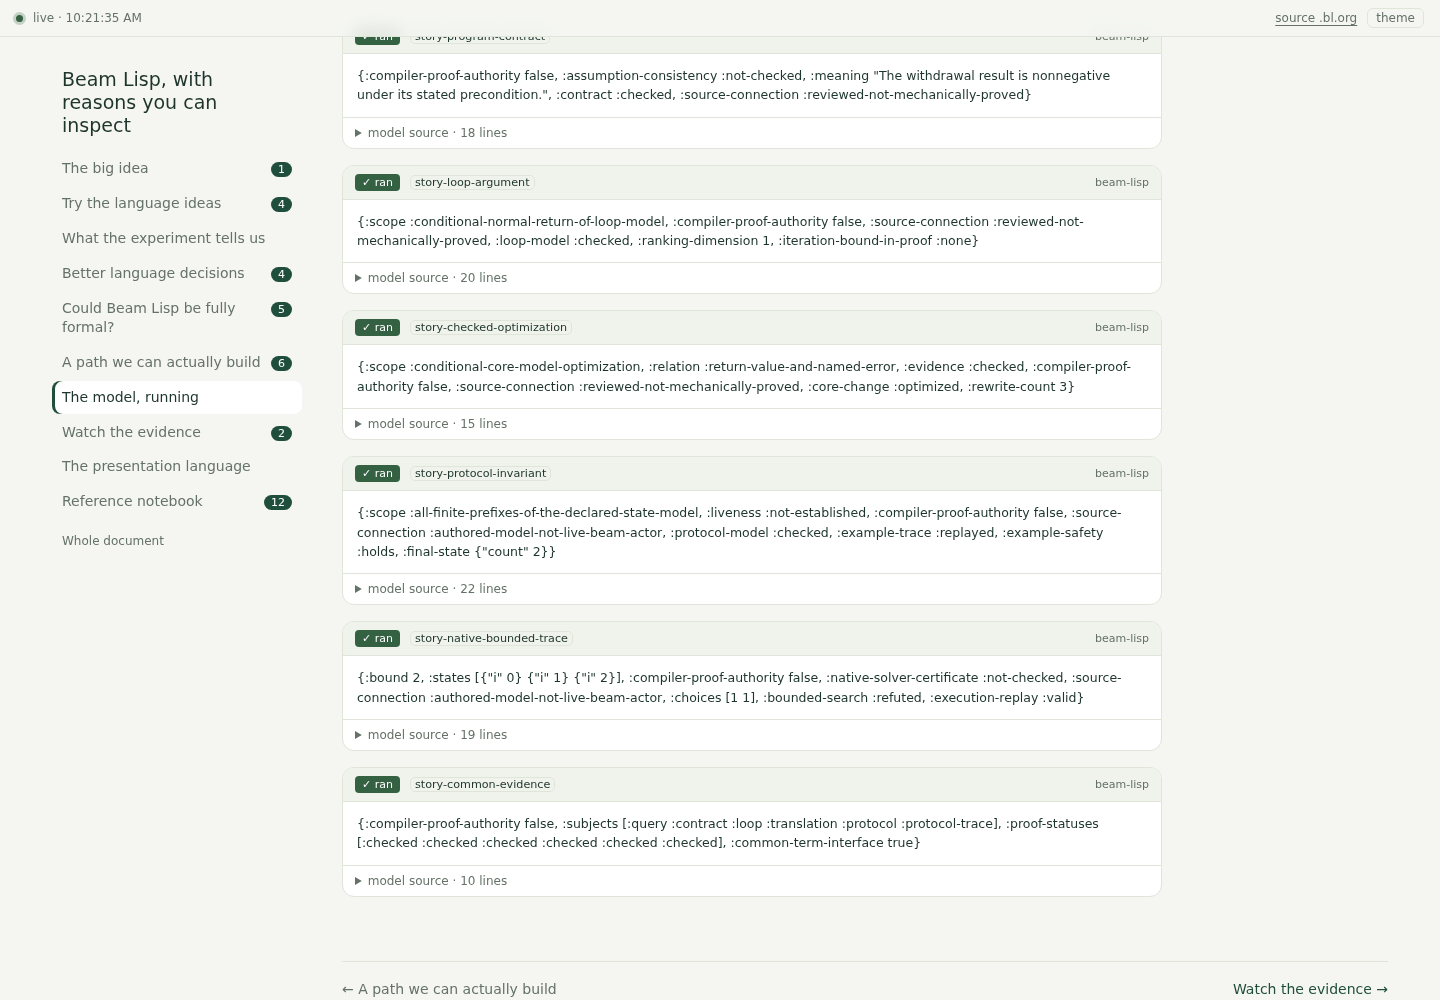 live · 10:21:35 AM
source .bl.org
theme
Beam Lisp, with
reasons you can
inspect
The big idea 1
Try the language ideas 4
What the experiment tells us
Better language decisions 4
Could Beam Lisp be fully 5
formal?
A path we can actually build 6
The model, running
Watch the evidence 2
The presentation language
Reference notebook 12
Whole document
✓ ran story-program-contract beam-lisp
{:compiler-proof-authority false, :assumption-consistency :not-checked, :meaning "The withdrawal result is nonnegative
under its stated precondition.", :contract :checked, :source-connection :reviewed-not-mechanically-proved}
▶ model source · 18 lines
✓ ran story-loop-argument beam-lisp
{:scope :conditional-normal-return-of-loop-model, :compiler-proof-authority false, :source-connection :reviewed-not-
mechanically-proved, :loop-model :checked, :ranking-dimension 1, :iteration-bound-in-proof :none}
▶ model source · 20 lines
✓ ran story-checked-optimization beam-lisp
{:scope :conditional-core-model-optimization, :relation :return-value-and-named-error, :evidence :checked, :compiler-proof-
authority false, :source-connection :reviewed-not-mechanically-proved, :core-change :optimized, :rewrite-count 3}
▶ model source · 15 lines
✓ ran story-protocol-invariant beam-lisp
{:scope :all-finite-prefixes-of-the-declared-state-model, :liveness :not-established, :compiler-proof-authority false, :source-
connection :authored-model-not-live-beam-actor, :protocol-model :checked, :example-trace :replayed, :example-safety
:holds, :final-state {"count" 2}}
▶ model source · 22 lines
✓ ran story-native-bounded-trace beam-lisp
{:bound 2, :states [{"i" 0} {"i" 1} {"i" 2}], :compiler-proof-authority false, :native-solver-certificate :not-checked, :source-
connection :authored-model-not-live-beam-actor, :choices [1 1], :bounded-search :refuted, :execution-replay :valid}
▶ model source · 19 lines
✓ ran story-common-evidence beam-lisp
{:compiler-proof-authority false, :subjects [:query :contract :loop :translation :protocol :protocol-trace], :proof-statuses
[:checked :checked :checked :checked :checked :checked], :common-term-interface true}
▶ model source · 10 lines
← A path we can actually build
Watch the evidence →